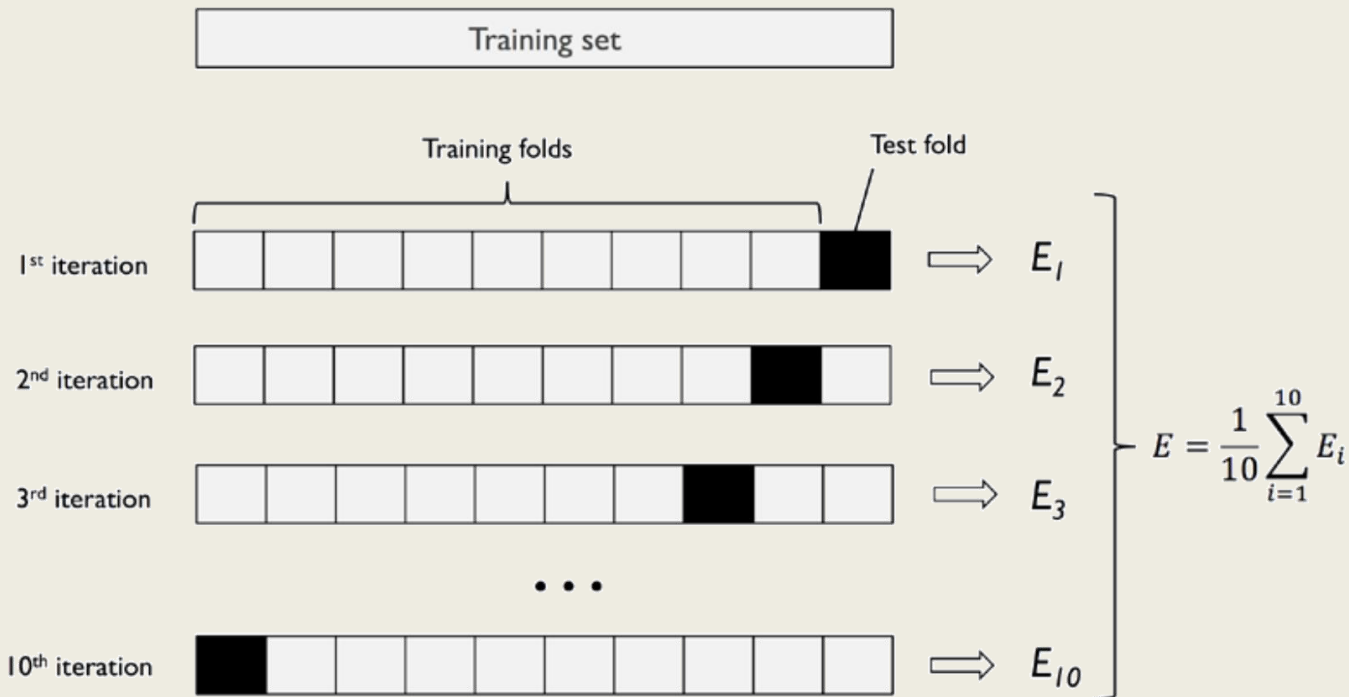 Training set
Training folds
Test fold
1st iteration
E1
2nd iteration
E2
3rd iteration
E3
E = 1/10 ∑_{i=1}^{10} Ei
• • •
10th iteration
E10